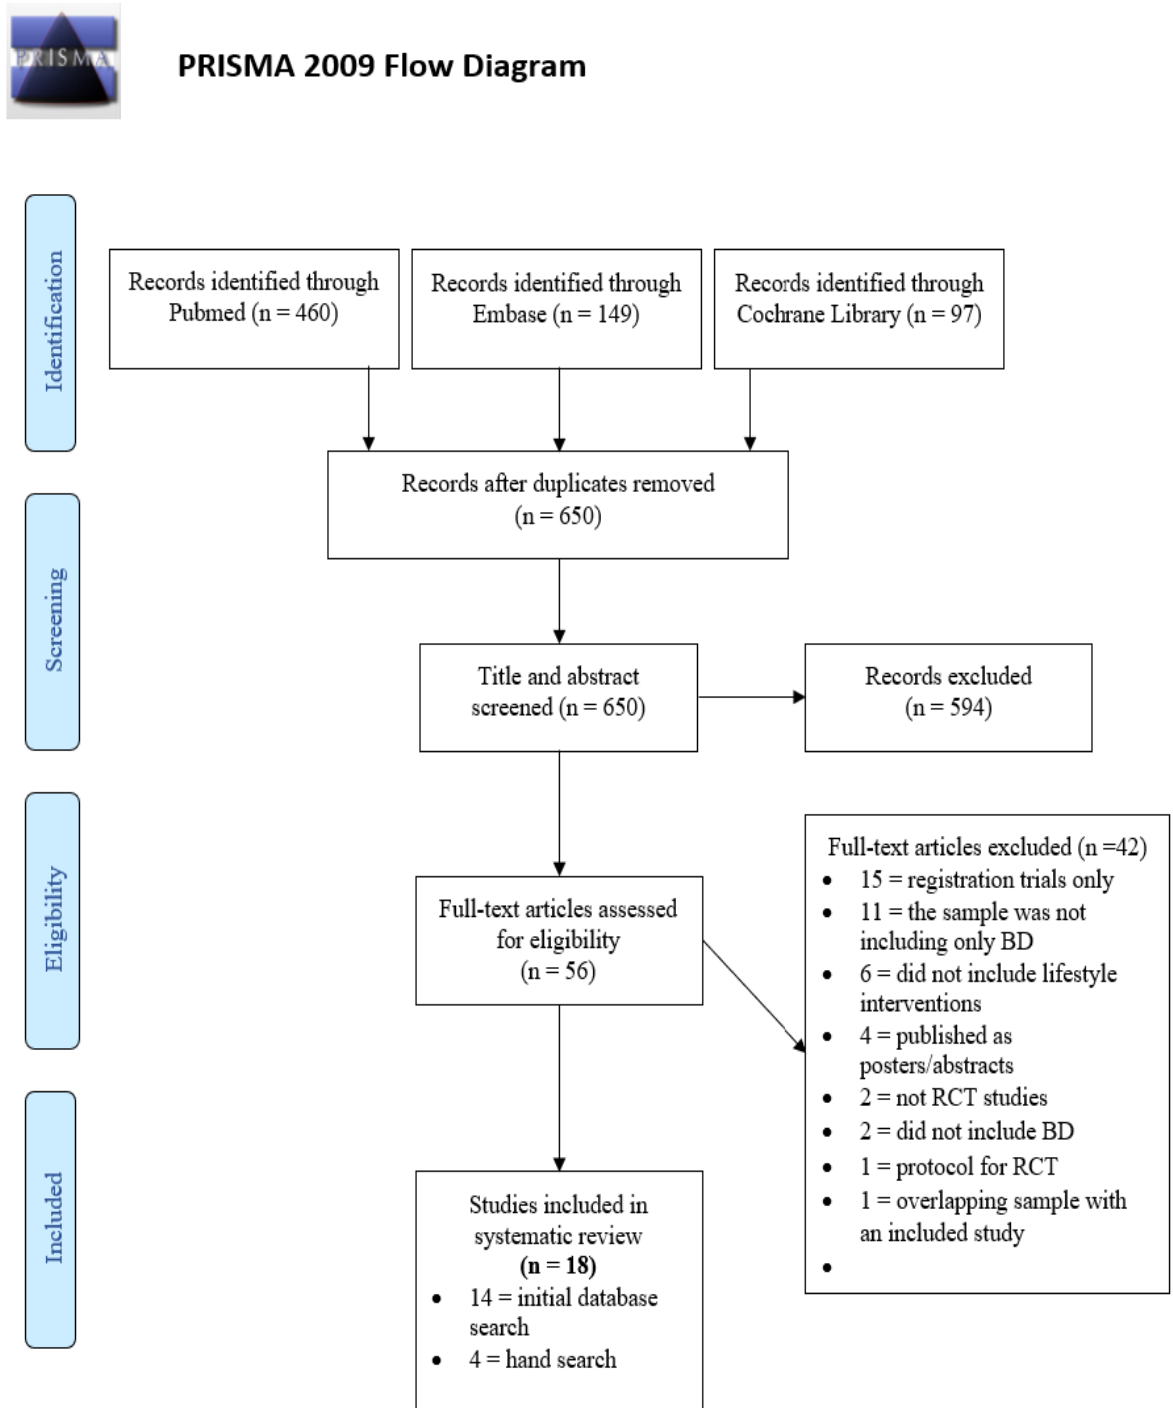 PRISMA
PRISMA 2009 Flow Diagram
Identification
Records identified through
Pubmed (n = 460)
Records identified through
Embase (n = 149)
Records identified through
Cochrane Library (n = 97)
Records after duplicates removed
(n = 650)
Screening
Title and abstract
screened (n = 650)
Records excluded
(n = 594)
Eligibility
Full-text articles assessed
for eligibility
(n = 56)
Full-text articles excluded (n =42)
• 15 = registration trials only
• 11 = the sample was not
including only BD
• 6 = did not include lifestyle
interventions
• 4 = published as
posters/abstracts
• 2 = not RCT studies
• 2 = did not include BD
• 1 = protocol for RCT
• 1 = overlapping sample with
an included study
•
Included
Studies included in
systematic review
(n = 18)
• 14 = initial database
search
• 4 = hand search